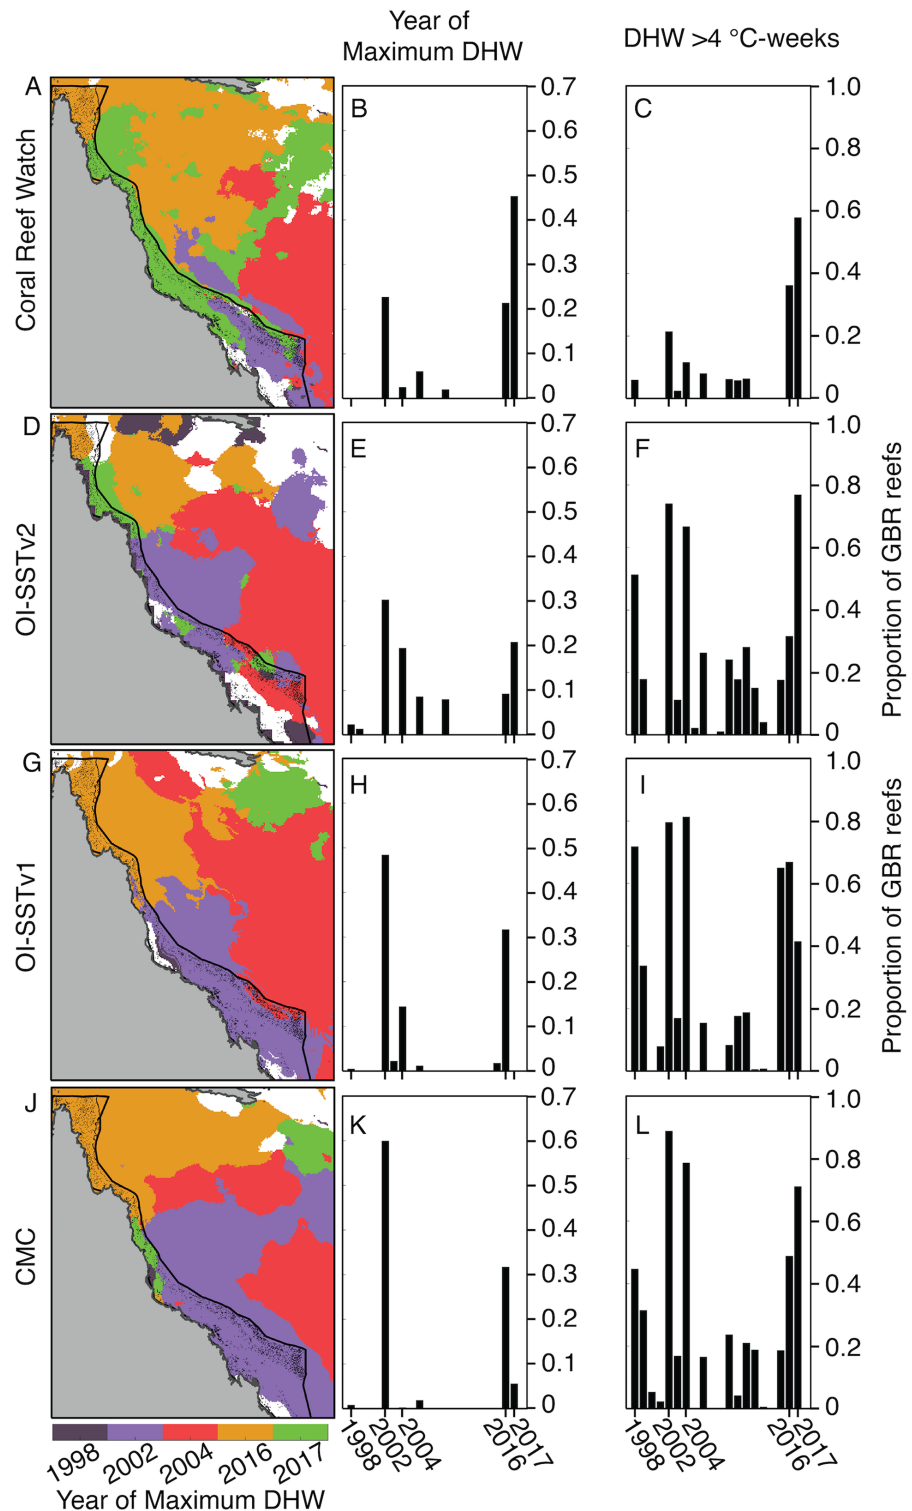 Year of
Maximum DHW
DHW >4 °C-weeks
Coral Reef Watch
A
B
0.7
0.6
0.5
0.4
0.3
0.2
0.1
0
C
1.0
0.8
0.6
0.4
0.2
0
OI-SSTv2
D
E
0.7
0.6
0.5
0.4
0.3
0.2
0.1
0
F
1.0
0.8
0.6
0.4
0.2
0
Proportion of GBR reefs
OI-SSTv1
G
H
0.7
0.6
0.5
0.4
0.3
0.2
0.1
0
I
1.0
0.8
0.6
0.4
0.2
0
Proportion of GBR reefs
CMC
J
K
0.7
0.6
0.5
0.4
0.3
0.2
0.1
0
L
1.0
0.8
0.6
0.4
0.2
0
1998 2002 2004 2016 2017
Year of Maximum DHW
1998 2002 2004 2016 2017
1998 2002 2004 2016 2017